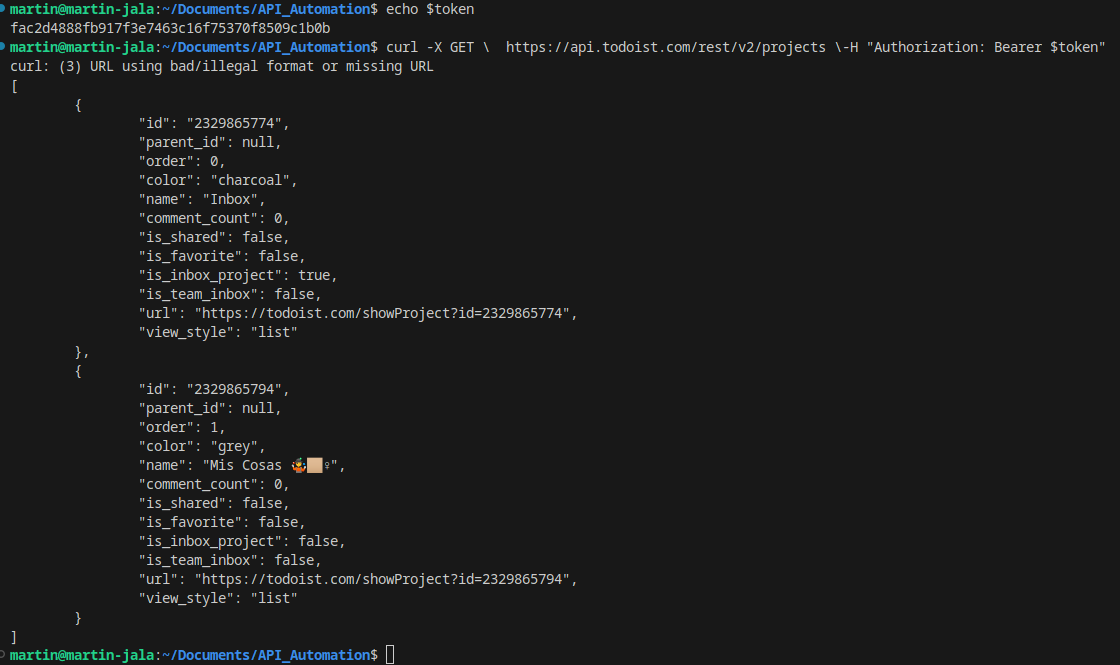 martin@martin-jala:~/Documents/API_Automation$ echo $token
fac2d4888fb917f3e7463c16f75370f8509c1b0b
martin@martin-jala:~/Documents/API_Automation$ curl -X GET \  https://api.todoist.com/rest/v2/projects \-H "Authorization: Bearer $token"
curl: (3) URL using bad/illegal format or missing URL
[
        {
                "id": "2329865774",
                "parent_id": null,
                "order": 0,
                "color": "charcoal",
                "name": "Inbox",
                "comment_count": 0,
                "is_shared": false,
                "is_favorite": false,
                "is_inbox_project": true,
                "is_team_inbox": false,
                "url": "https://todoist.com/showProject?id=2329865774",
                "view_style": "list"
        },
        {
                "id": "2329865794",
                "parent_id": null,
                "order": 1,
                "color": "grey",
                "name": "Mis Cosas 🤹🏼♀",
                "comment_count": 0,
                "is_shared": false,
                "is_favorite": false,
                "is_inbox_project": false,
                "is_team_inbox": false,
                "url": "https://todoist.com/showProject?id=2329865794",
                "view_style": "list"
        }
]
martin@martin-jala:~/Documents/API_Automation$